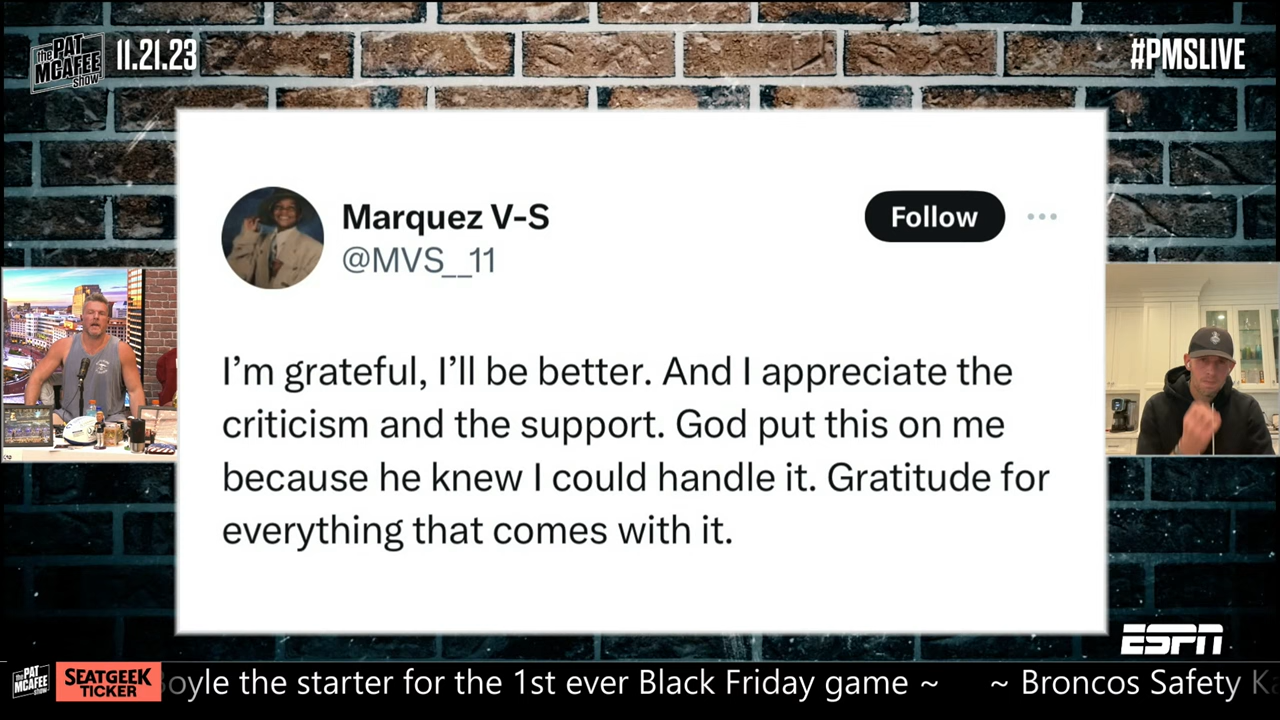 the PAT MCAFEE show
11.21.23
#PMSLIVE
Marquez V-S
@MVS__11
Follow
I'm grateful, I'll be better. And I appreciate the
criticism and the support. God put this on me
because he knew I could handle it. Gratitude for
everything that comes with it.
ESPN
the PAT MCAFEE show
SEATGEEK
TICKER
oyle the starter for the 1st ever Black Friday game ~ ~ Broncos Safety Ka